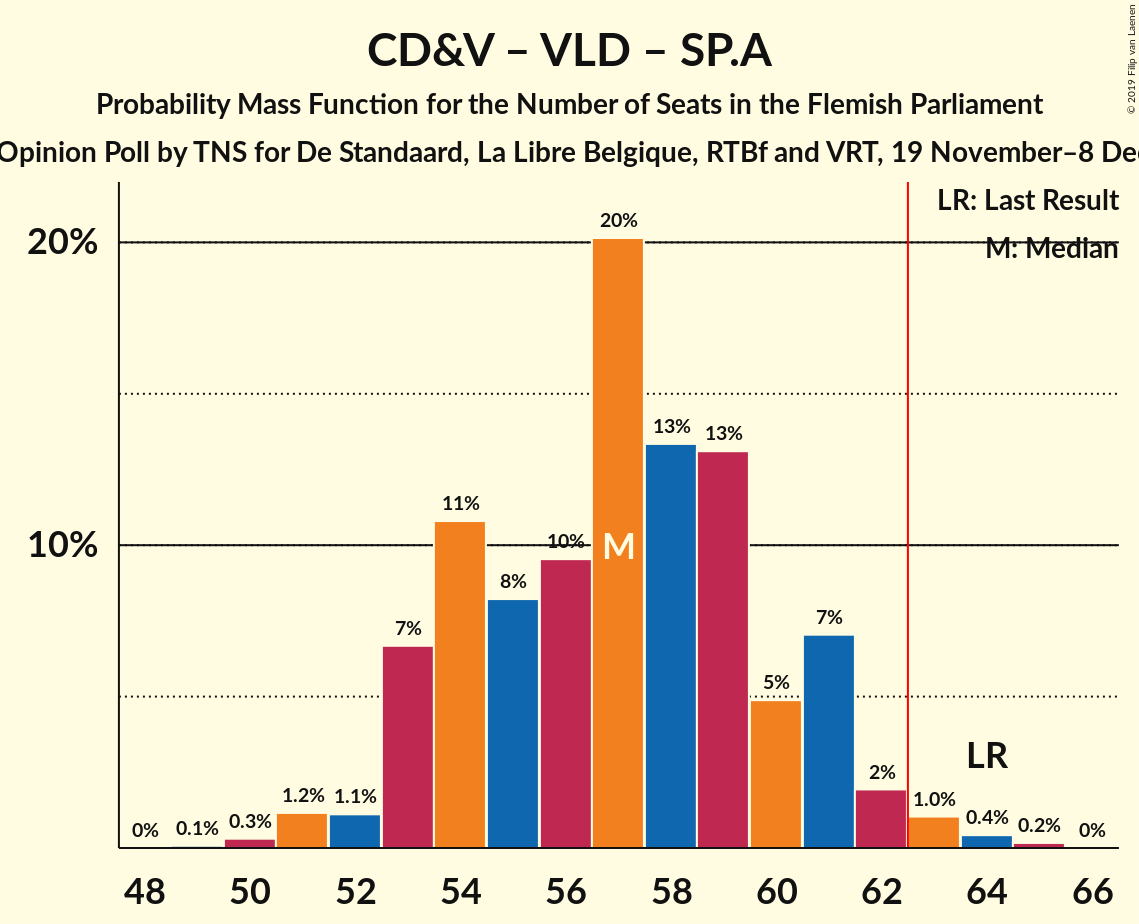 CD&V – VLD – SP.A
Probability Mass Function for the Number of Seats in the Flemish Parliament
Opinion Poll by TNS for De Standaard, La Libre Belgique, RTBf and VRT, 19 November–8 De
© 2019 Filip van Laenen
LR: Last Result
M: Median
20%
10%
0%
0.1%
0.3%
1.2%
1.1%
7%
11%
8%
10%
20%
13%
13%
5%
7%
2%
1.0%
0.4%
0.2%
0%
M
LR
48 50 52 54 56 58 60 62 64 66